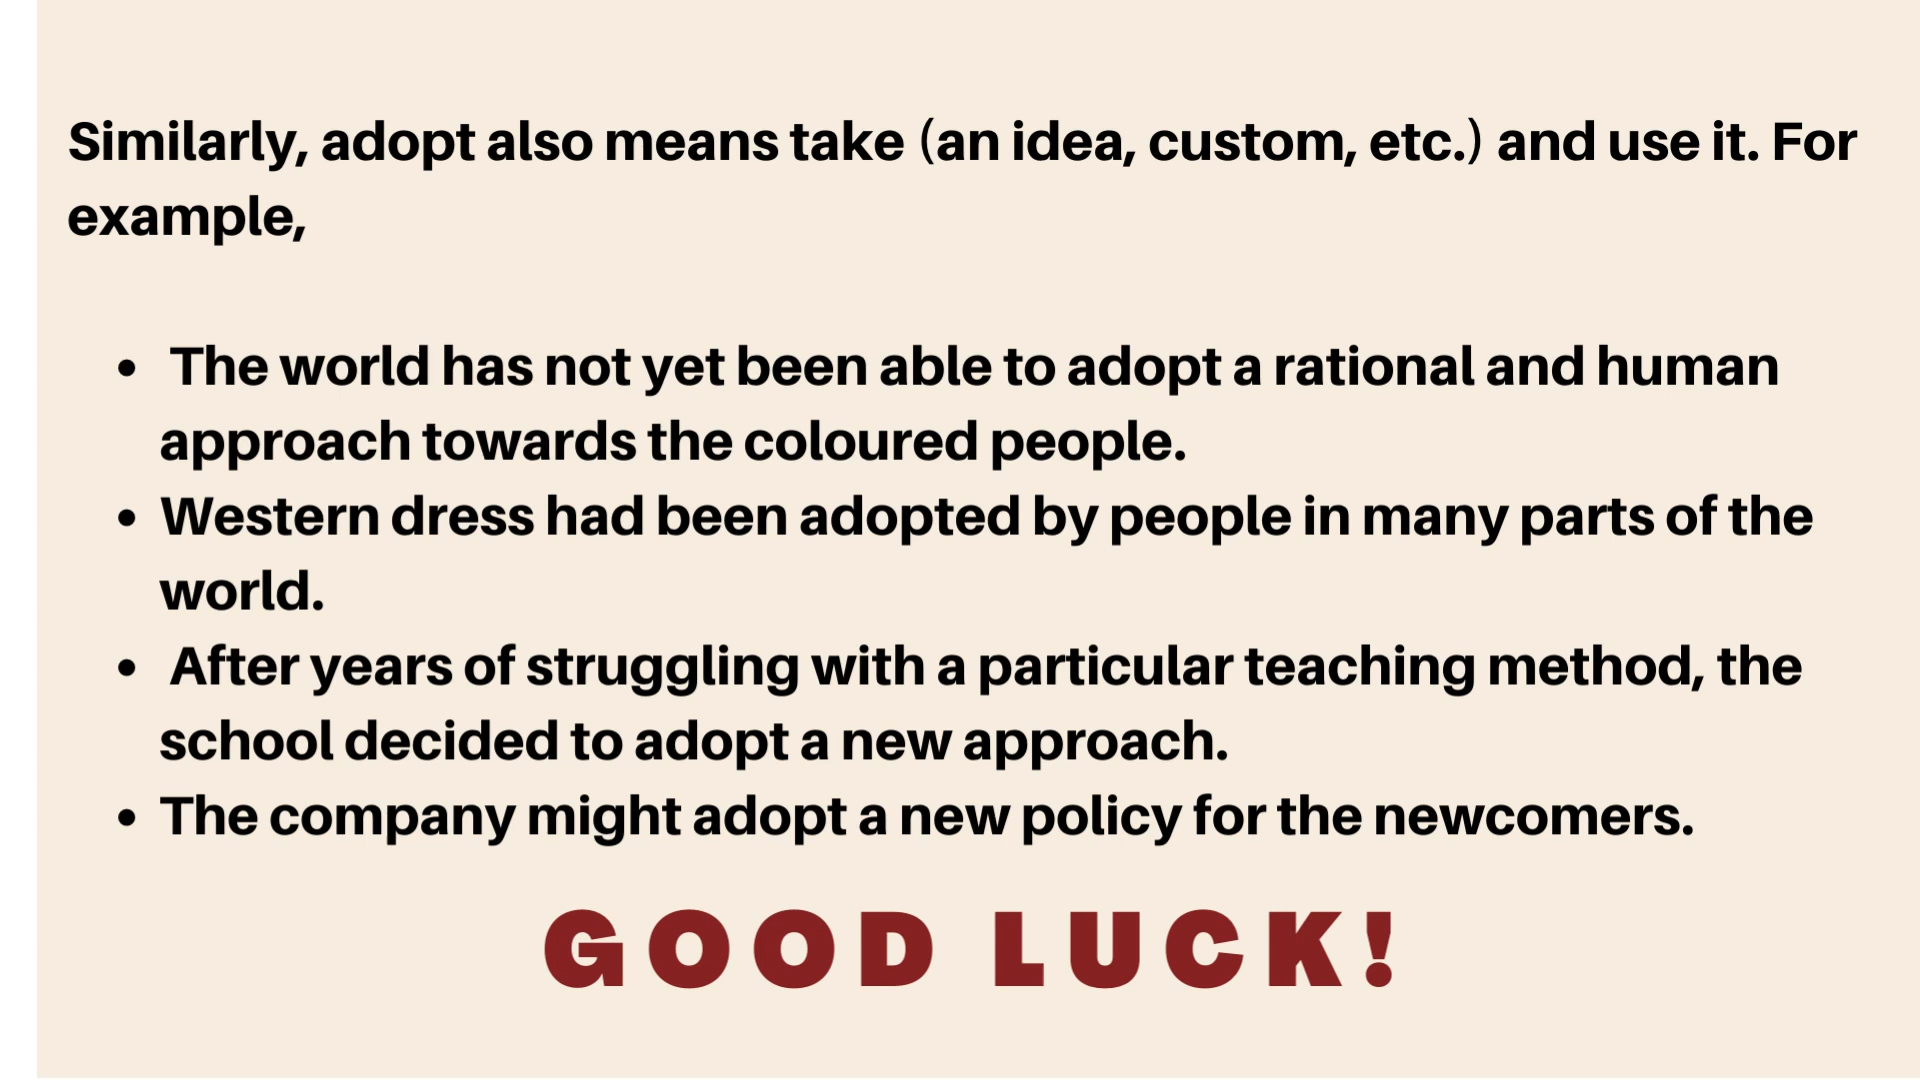 Similarly, adopt also means take (an idea, custom, etc.) and use it. For
example,
• The world has not yet been able to adopt a rational and human
approach towards the coloured people.
• Western dress had been adopted by people in many parts of the
world.
• After years of struggling with a particular teaching method, the
school decided to adopt a new approach.
• The company might adopt a new policy for the newcomers.
GOOD LUCK!